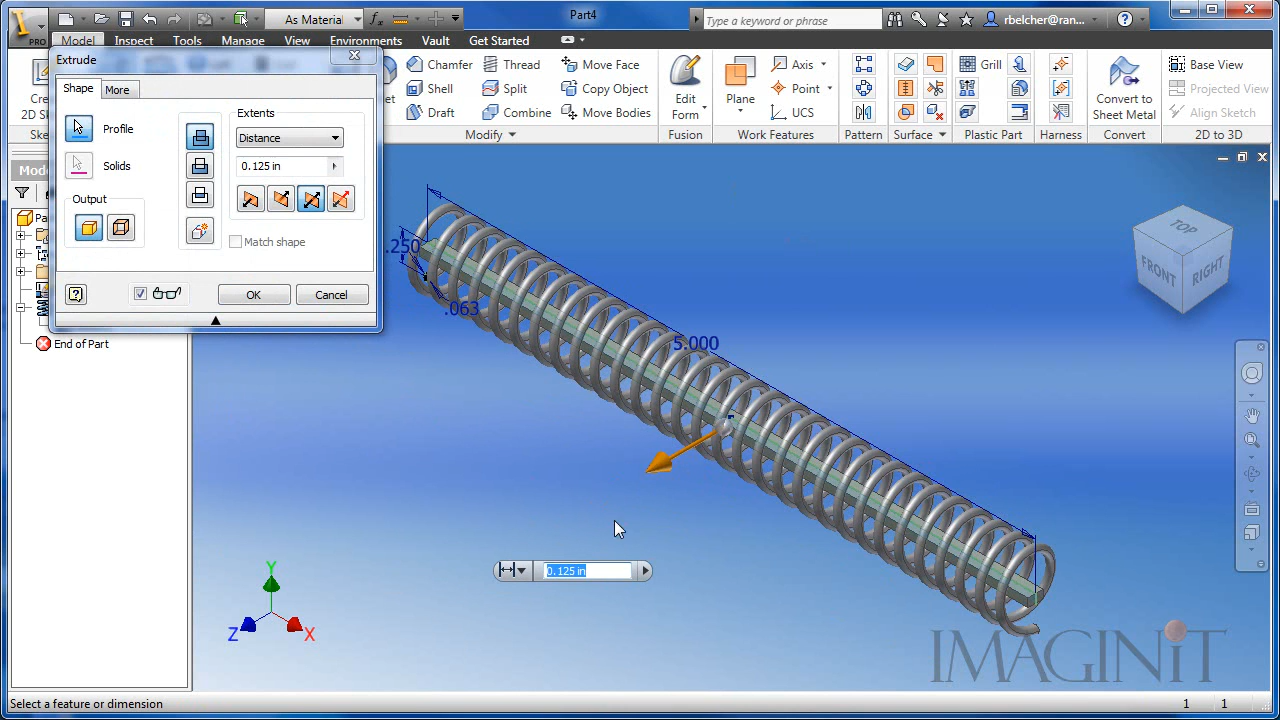 PRO
As Material
fx
Part4
Type a keyword or phrase
rbelcher@ran...
Model Inspect Tools Manage View Environments Vault Get Started
Extrude
Shape More
Profile
Solids
Output
Extents
Distance
0.125 in
Match shape
OK Cancel
Chamfer Thread Move Face
Shell Split Copy Object
Draft Combine Move Bodies
Modify
Edit
Form
Fusion
Plane
Axis
Point
UCS
Work Features
Pattern
Surface
Grill
Plastic Part
Harness
Convert to
Sheet Metal
Convert
Base View
Projected View
Align Sketch
2D to 3D
End of Part
.250
.063
5.000
TOP
FRONT
RIGHT
0.125 in
Y
Z
X
IMAGINiT
Select a feature or dimension
1 1